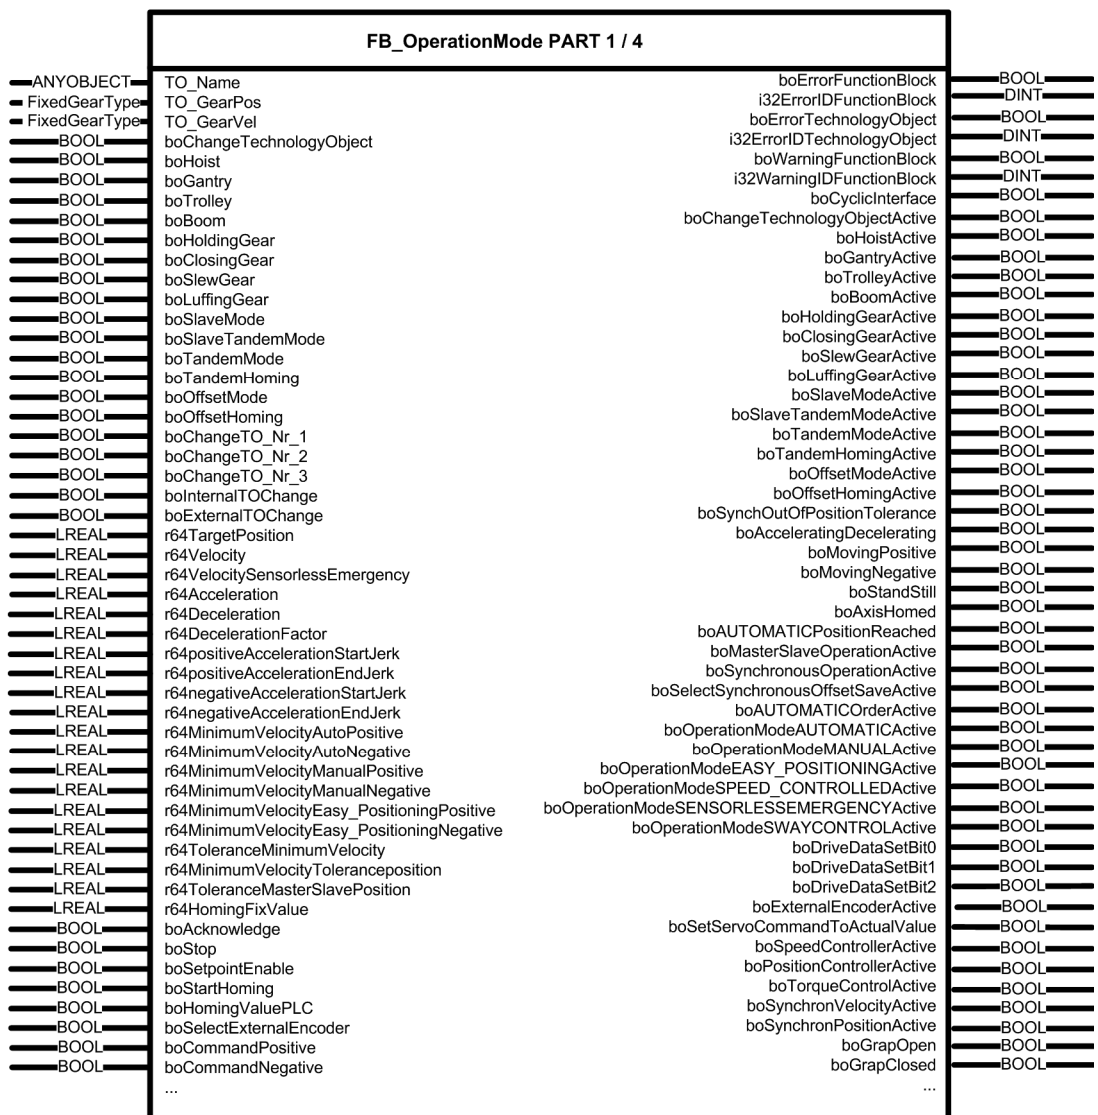 FB_OperationMode PART 1 / 4
ANYOBJECT TO_Name boErrorFunctionBlock BOOL
FixedGearType TO_GearPos i32ErrorIDFunctionBlock DINT
FixedGearType TO_GearVel boErrorTechnologyObject BOOL
BOOL boChangeTechnologyObject i32ErrorIDTechnologyObject DINT
BOOL boHoist boWarningFunctionBlock BOOL
BOOL boGantry i32WarningIDFunctionBlock DINT
BOOL boTrolley boCyclicInterface BOOL
BOOL boBoom boChangeTechnologyObjectActive BOOL
BOOL boHoldingGear boHoistActive BOOL
BOOL boClosingGear boGantryActive BOOL
BOOL boSlewGear boTrolleyActive BOOL
BOOL boLuffingGear boBoomActive BOOL
BOOL boSlaveMode boHoldingGearActive BOOL
BOOL boSlaveTandemMode boClosingGearActive BOOL
BOOL boTandemMode boSlewGearActive BOOL
BOOL boTandemHoming boLuffingGearActive BOOL
BOOL boOffsetMode boSlaveModeActive BOOL
BOOL boOffsetHoming boSlaveTandemModeActive BOOL
BOOL boChangeTO_Nr_1 boTandemModeActive BOOL
BOOL boChangeTO_Nr_2 boTandemHomingActive BOOL
BOOL boChangeTO_Nr_3 boOffsetModeActive BOOL
BOOL boInternalTOChange boOffsetHomingActive BOOL
BOOL boExternalTOChange boSynchOutOfPositionTolerance BOOL
LREAL r64TargetPosition boAcceleratingDecelerating BOOL
LREAL r64Velocity boMovingPositive BOOL
LREAL r64VelocitySensorlessEmergency boMovingNegative BOOL
LREAL r64Acceleration boStandStill BOOL
LREAL r64Deceleration boAxisHomed BOOL
LREAL r64DecelerationFactor boAUTOMATICPositionReached BOOL
LREAL r64positiveAccelerationStartJerk boMasterSlaveOperationActive BOOL
LREAL r64positiveAccelerationEndJerk boSynchronousOperationActive BOOL
LREAL r64negativeAccelerationStartJerk boSelectSynchronousOffsetSaveActive BOOL
LREAL r64negativeAccelerationEndJerk boAUTOMATICOrderActive BOOL
LREAL r64MinimumVelocityAutoPositive boOperationModeAUTOMATICActive BOOL
LREAL r64MinimumVelocityAutoNegative boOperationModeMANUALActive BOOL
LREAL r64MinimumVelocityManualPositive boOperationModeEASY_POSITIONINGActive BOOL
LREAL r64MinimumVelocityManualNegative boOperationModeSPEED_CONTROLLEDActive BOOL
LREAL r64MinimumVelocityEasy_PositioningPositive boOperationModeSENSORLESSEMERGENCYActive BOOL
LREAL r64MinimumVelocityEasy_PositioningNegative boOperationModeSWAYCONTROLActive BOOL
LREAL r64ToleranceMinimumVelocity boDriveDataSetBit0 BOOL
LREAL r64MinimumVelocityToleranceposition boDriveDataSetBit1 BOOL
LREAL r64ToleranceMasterSlavePosition boDriveDataSetBit2 BOOL
LREAL r64HomingFixValue boExternalEncoderActive BOOL
BOOL boAcknowledge boSetServoCommandToActualValue BOOL
BOOL boStop boSpeedControllerActive BOOL
BOOL boSetpointEnable boPositionControllerActive BOOL
BOOL boStartHoming boTorqueControlActive BOOL
BOOL boHomingValuePLC boSynchronVelocityActive BOOL
BOOL boSelectExternalEncoder boSynchronPositionActive BOOL
BOOL boCommandPositive boGrapOpen BOOL
BOOL boCommandNegative boGrapClosed BOOL
... ...